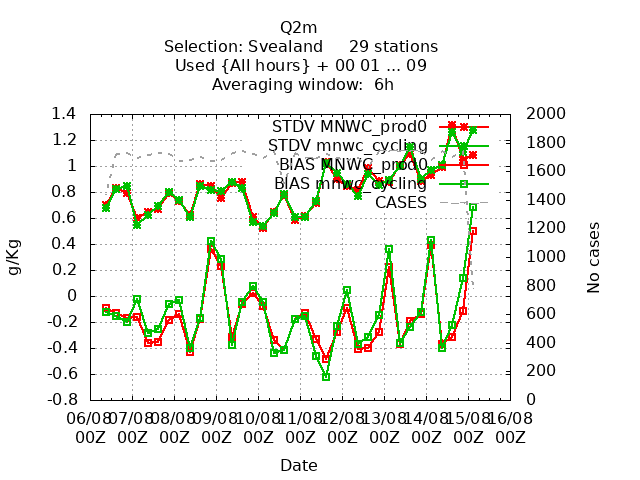 Q2m
Selection: Svealand 29 stations
Used {All hours} + 00 01 ... 09
Averaging window: 6h
g/Kg
1.4
1.2
1
0.8
0.6
0.4
0.2
0
-0.2
-0.4
-0.6
-0.8
STDV MNWC_prod0
STDV mnwc_cycling
BIAS MNWC_prod0
BIAS mnwc_cycling
CASES
2000
1800
1600
1400
1200
1000
800
600
400
200
0
No cases
06/08 07/08 08/08 09/08 10/08 11/08 12/08 13/08 14/08 15/08 16/08
00Z 00Z 00Z 00Z 00Z 00Z 00Z 00Z 00Z 00Z 00Z
Date